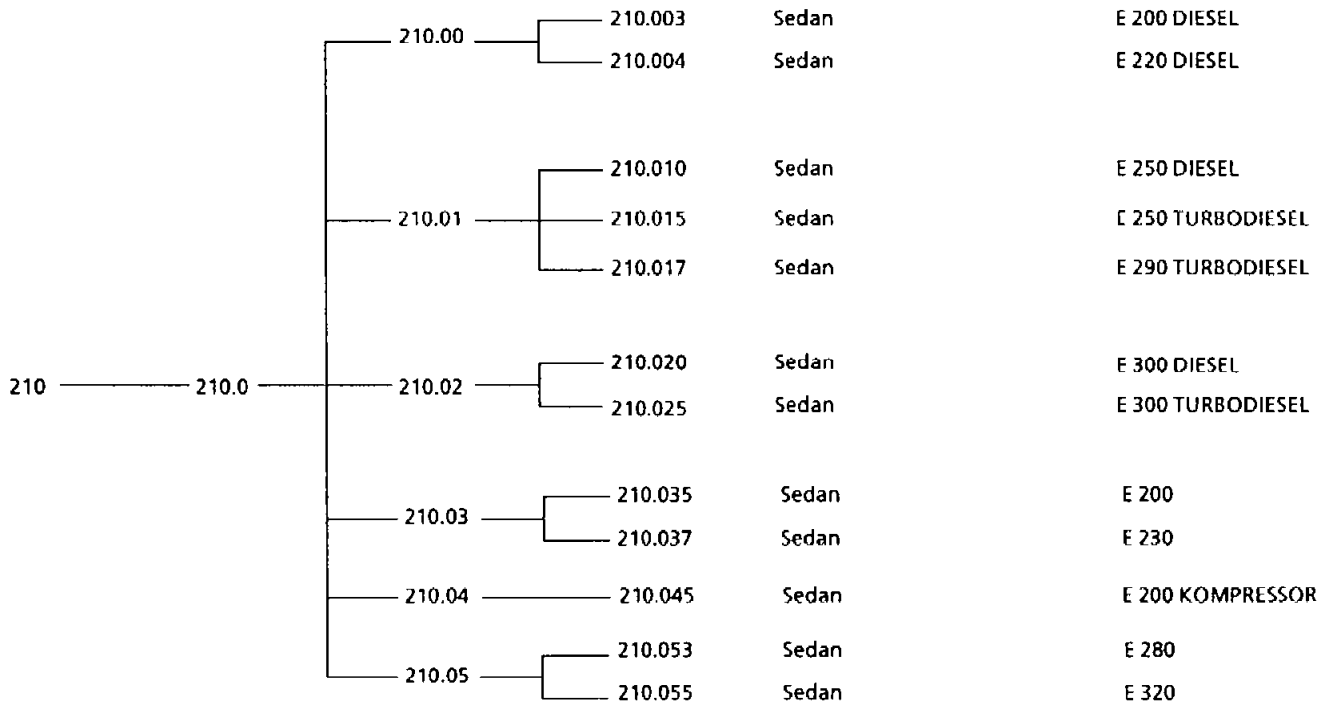 210.003 Sedan E 200 DIESEL
210.00
210.004 Sedan E 220 DIESEL
210.010 Sedan E 250 DIESEL
210.01 210.015 Sedan E 250 TURBODIESEL
210.017 Sedan E 290 TURBODIESEL
210.020 Sedan E 300 DIESEL
210 210.0 210.02
210.025 Sedan E 300 TURBODIESEL
210.035 Sedan E 200
210.03
210.037 Sedan E 230
210.04 210.045 Sedan E 200 KOMPRESSOR
210.053 Sedan E 280
210.05
210.055 Sedan E 320